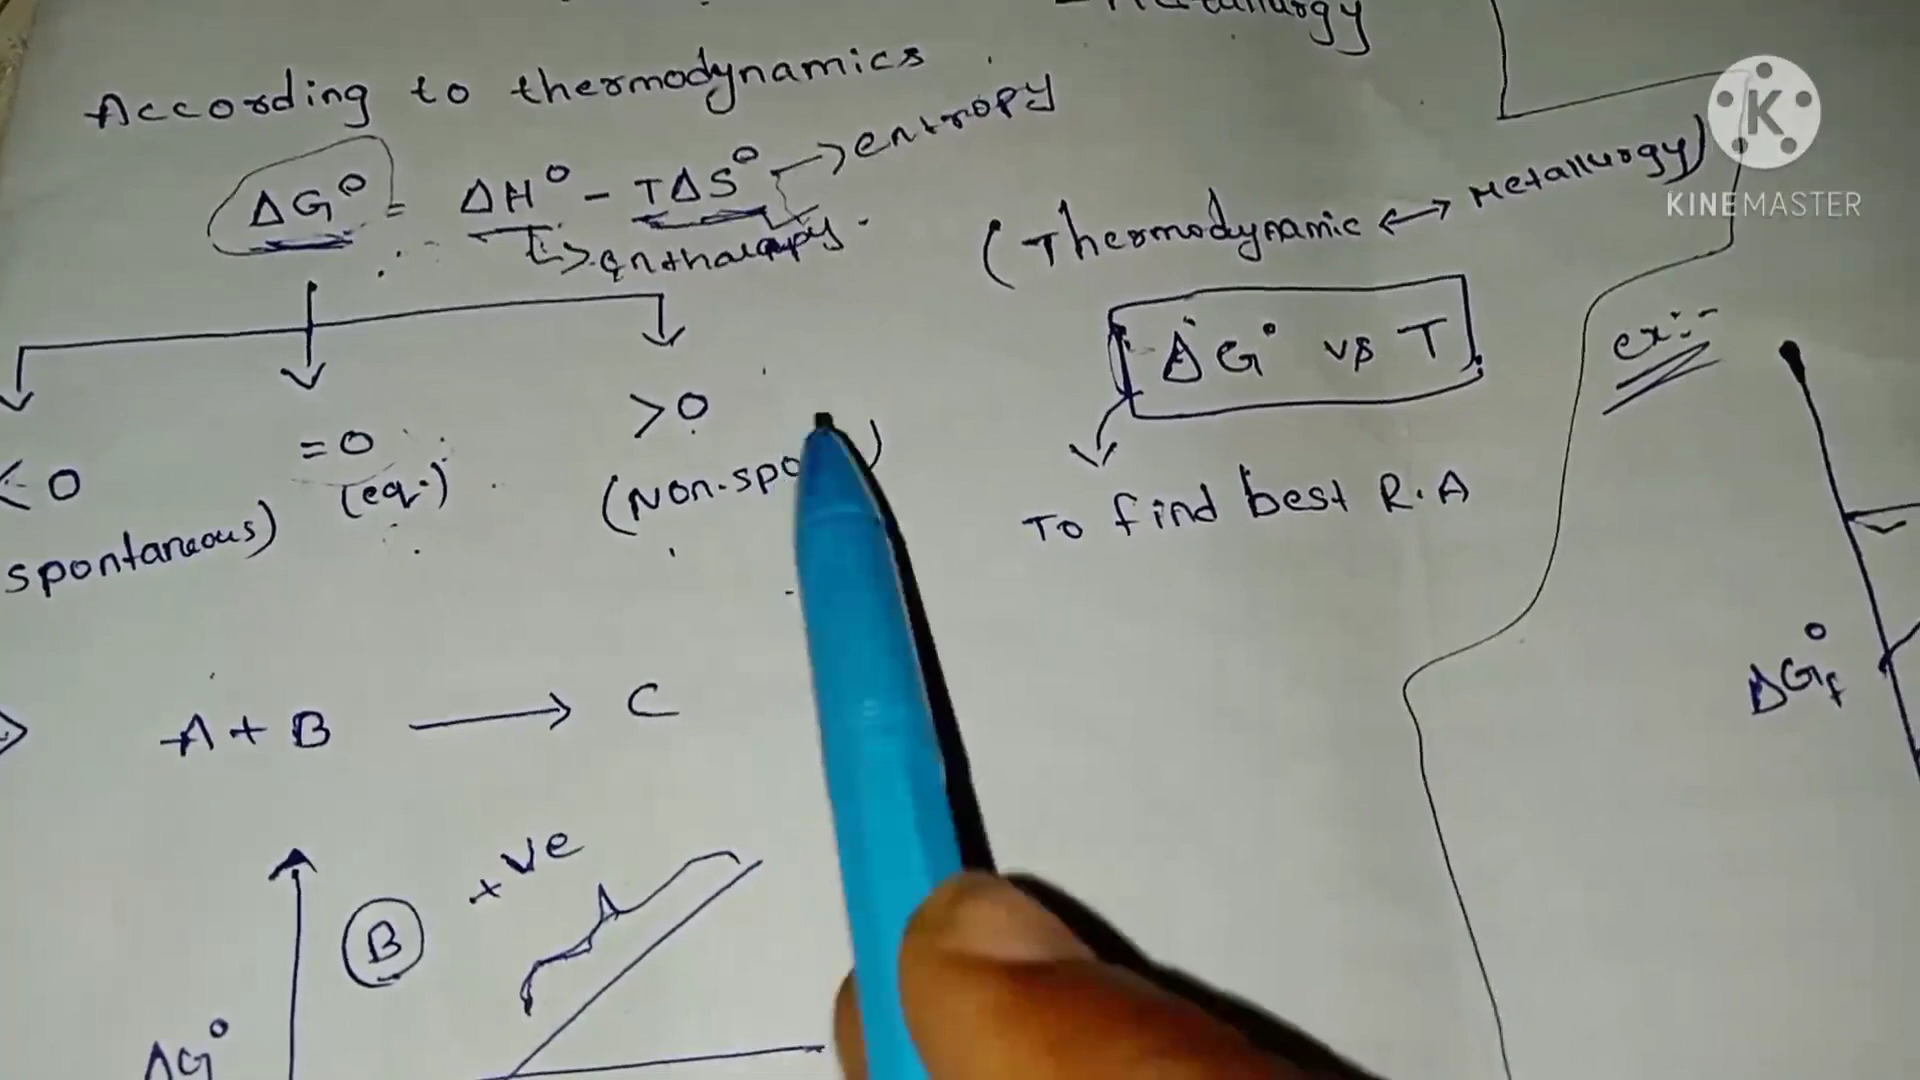 Metallurgy
According to thermodynamics
ΔG° = ΔH° - TΔS° -> entropy
-> enthalpy
(Thermodynamic <-> Metallurgy)
KINEMASTER
ΔG° vs T
ex:-
< 0
= 0
> 0
spontaneous)
(eq.)
(Non-spo
To find best R.A
A + B -> C
ΔG°f
B
+ve
ΔG°